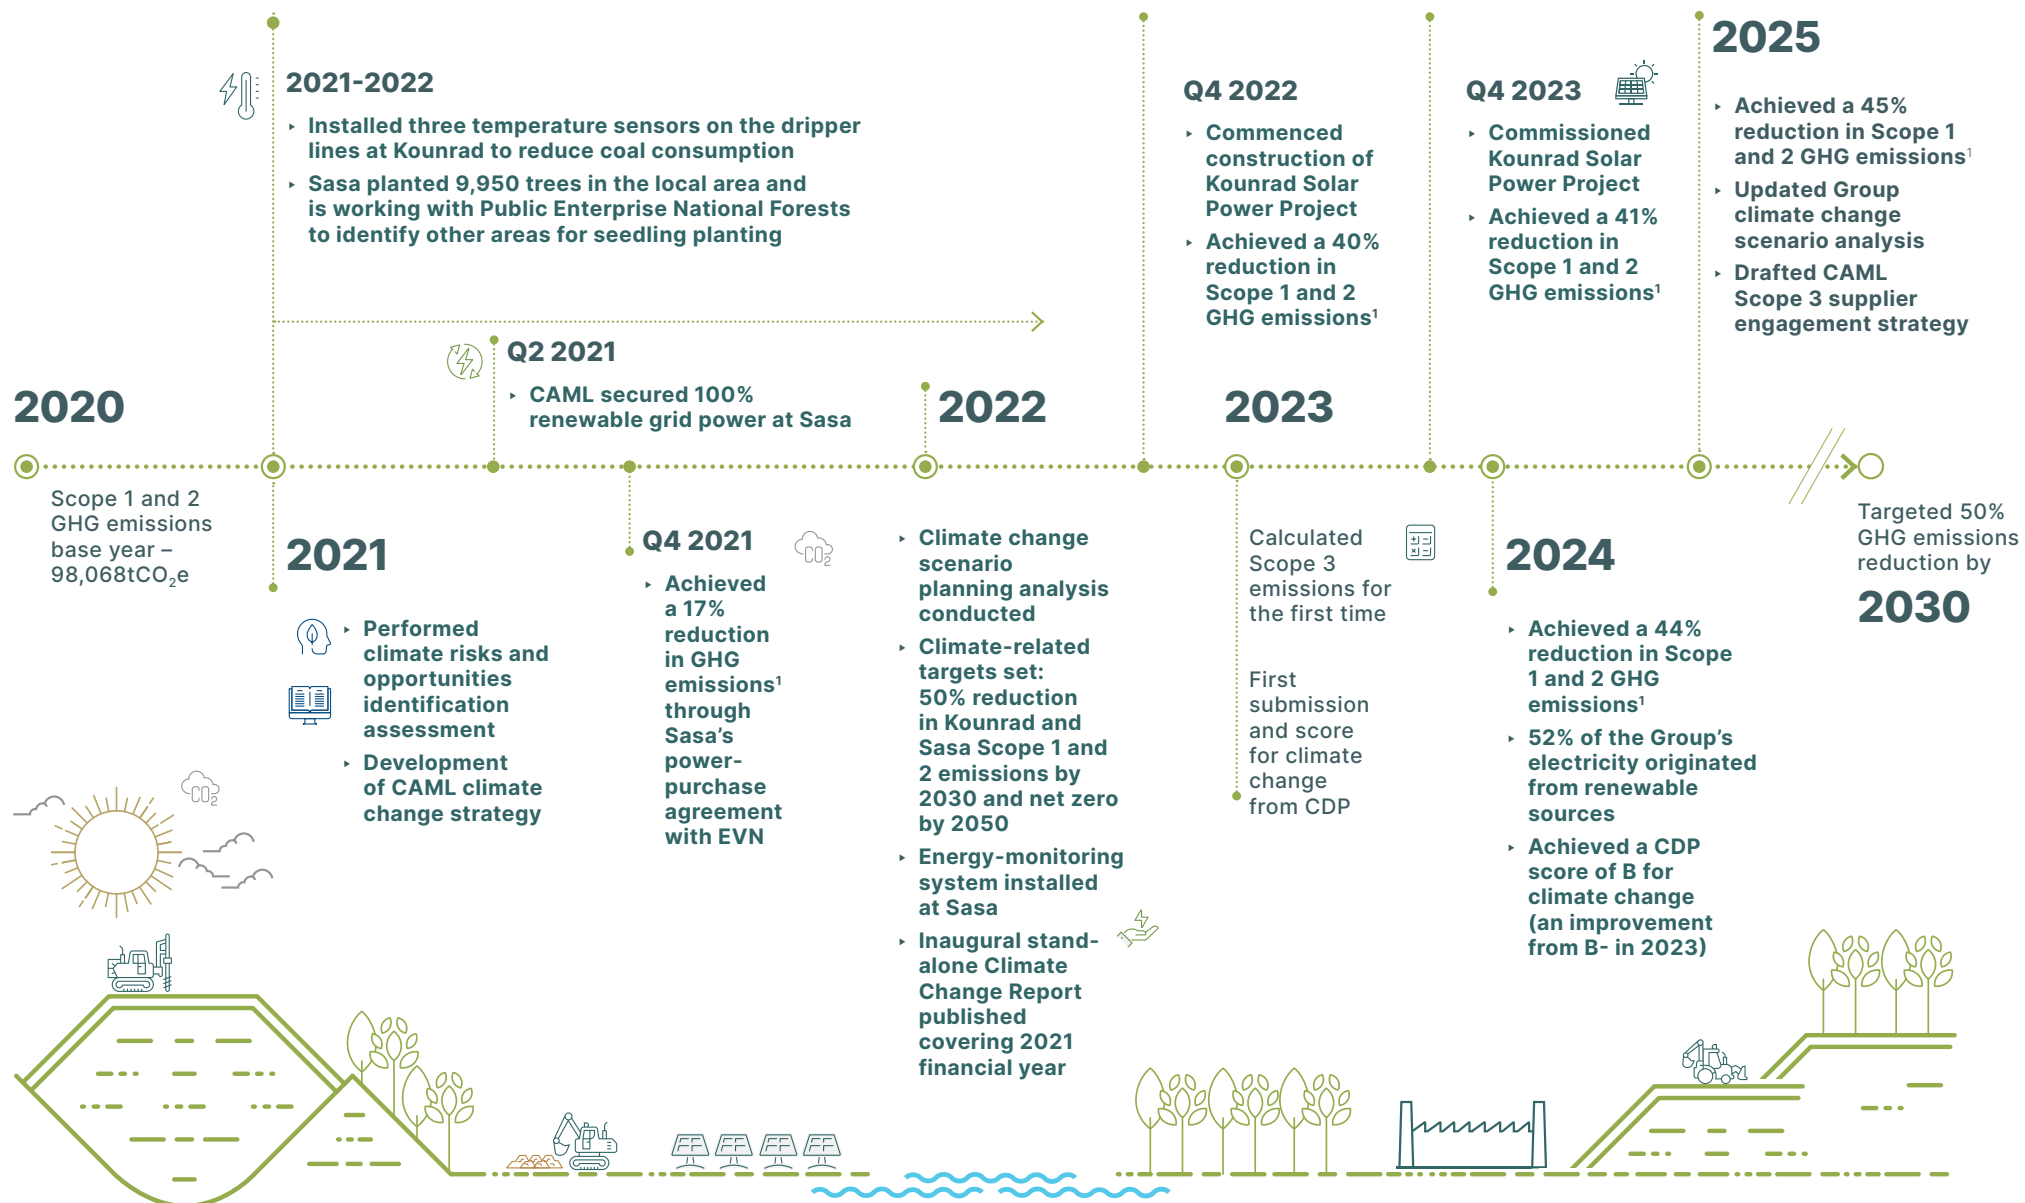 2021-2022
‣ Installed three temperature sensors on the dripper
lines at Kounrad to reduce coal consumption
‣ Sasa planted 9,950 trees in the local area and
is working with Public Enterprise National Forests
to identify other areas for seedling planting
Q4 2022
‣ Commenced
construction of
Kounrad Solar
Power Project
‣ Achieved a 40%
reduction in
Scope 1 and 2
GHG emissions¹
Q4 2023
‣ Commissioned
Kounrad Solar
Power Project
‣ Achieved a 41%
reduction in
Scope 1 and 2
GHG emissions¹
2025
‣ Achieved a 45%
reduction in Scope 1
and 2 GHG emissions¹
‣ Updated Group
climate change
scenario analysis
‣ Drafted CAML
Scope 3 supplier
engagement strategy
Q2 2021
‣ CAML secured 100%
renewable grid power at Sasa
2020
Scope 1 and 2
GHG emissions
base year –
98,068tCO₂e
2021
‣ Performed
climate risks and
opportunities
identification
assessment
‣ Development
of CAML climate
change strategy
Q4 2021
CO₂
‣ Achieved
a 17%
reduction
in GHG
emissions¹
through
Sasa’s
power-
purchase
agreement
with EVN
2022
‣ Climate change
scenario
planning analysis
conducted
‣ Climate-related
targets set:
50% reduction
in Kounrad and
Sasa Scope 1 and
2 emissions by
2030 and net zero
by 2050
‣ Energy-monitoring
system installed
at Sasa
‣ Inaugural stand-
alone Climate
Change Report
published
covering 2021
financial year
2023
Calculated
Scope 3
emissions for
the first time
First
submission
and score
for climate
change
from CDP
2024
‣ Achieved a 44%
reduction in Scope
1 and 2 GHG
emissions¹
‣ 52% of the Group’s
electricity originated
from renewable
sources
‣ Achieved a CDP
score of B for
climate change
(an improvement
from B- in 2023)
Targeted 50%
GHG emissions
reduction by
2030
CO₂